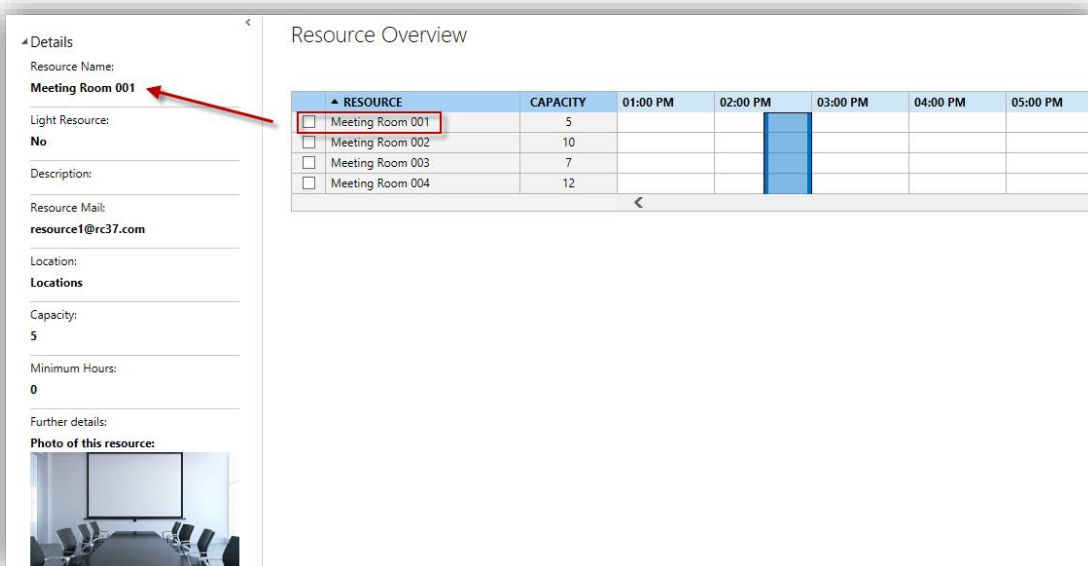 Details
Resource Name:
Meeting Room 001
Light Resource:
No
Description:
Resource Mail:
resource1@rc37.com
Location:
Locations
Capacity:
5
Minimum Hours:
0
Further details:
Photo of this resource:
Resource Overview
RESOURCE CAPACITY 01:00 PM 02:00 PM 03:00 PM 04:00 PM 05:00 PM
Meeting Room 001 5
Meeting Room 002 10
Meeting Room 003 7
Meeting Room 004 12